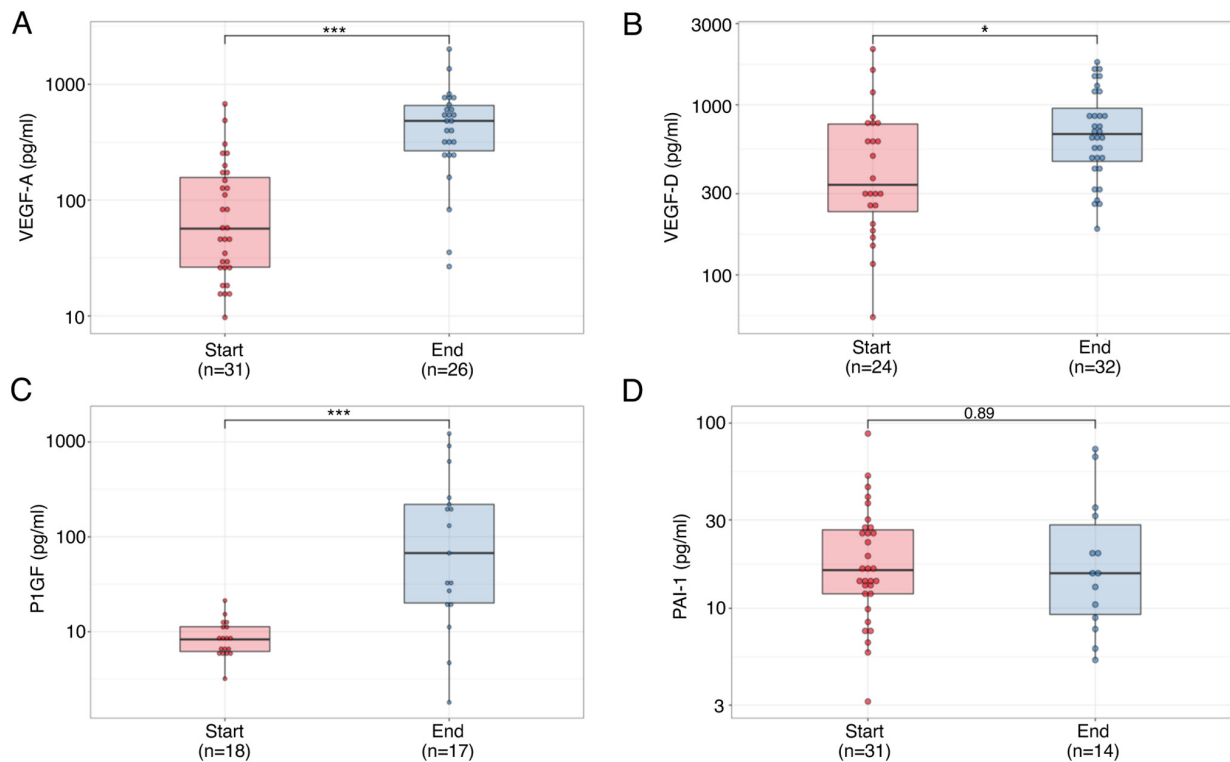 A
VEGF-A (pg/ml)
1000
100
10
***
Start
(n=31)
End
(n=26)
B
VEGF-D (pg/ml)
3000
1000
300
100
*
Start
(n=24)
End
(n=32)
C
P1GF (pg/ml)
1000
100
10
***
Start
(n=18)
End
(n=17)
D
PAI-1 (pg/ml)
100
30
10
3
0.89
Start
(n=31)
End
(n=14)